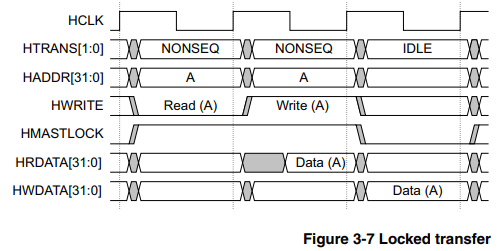 HCLK
HTRANS[1:0] NONSEQ NONSEQ IDLE
HADDR[31:0] A A
HWRITE Read (A) Write (A)
HMASTLOCK
HRDATA[31:0] Data (A)
HWDATA[31:0] Data (A)
Figure 3-7 Locked transfer